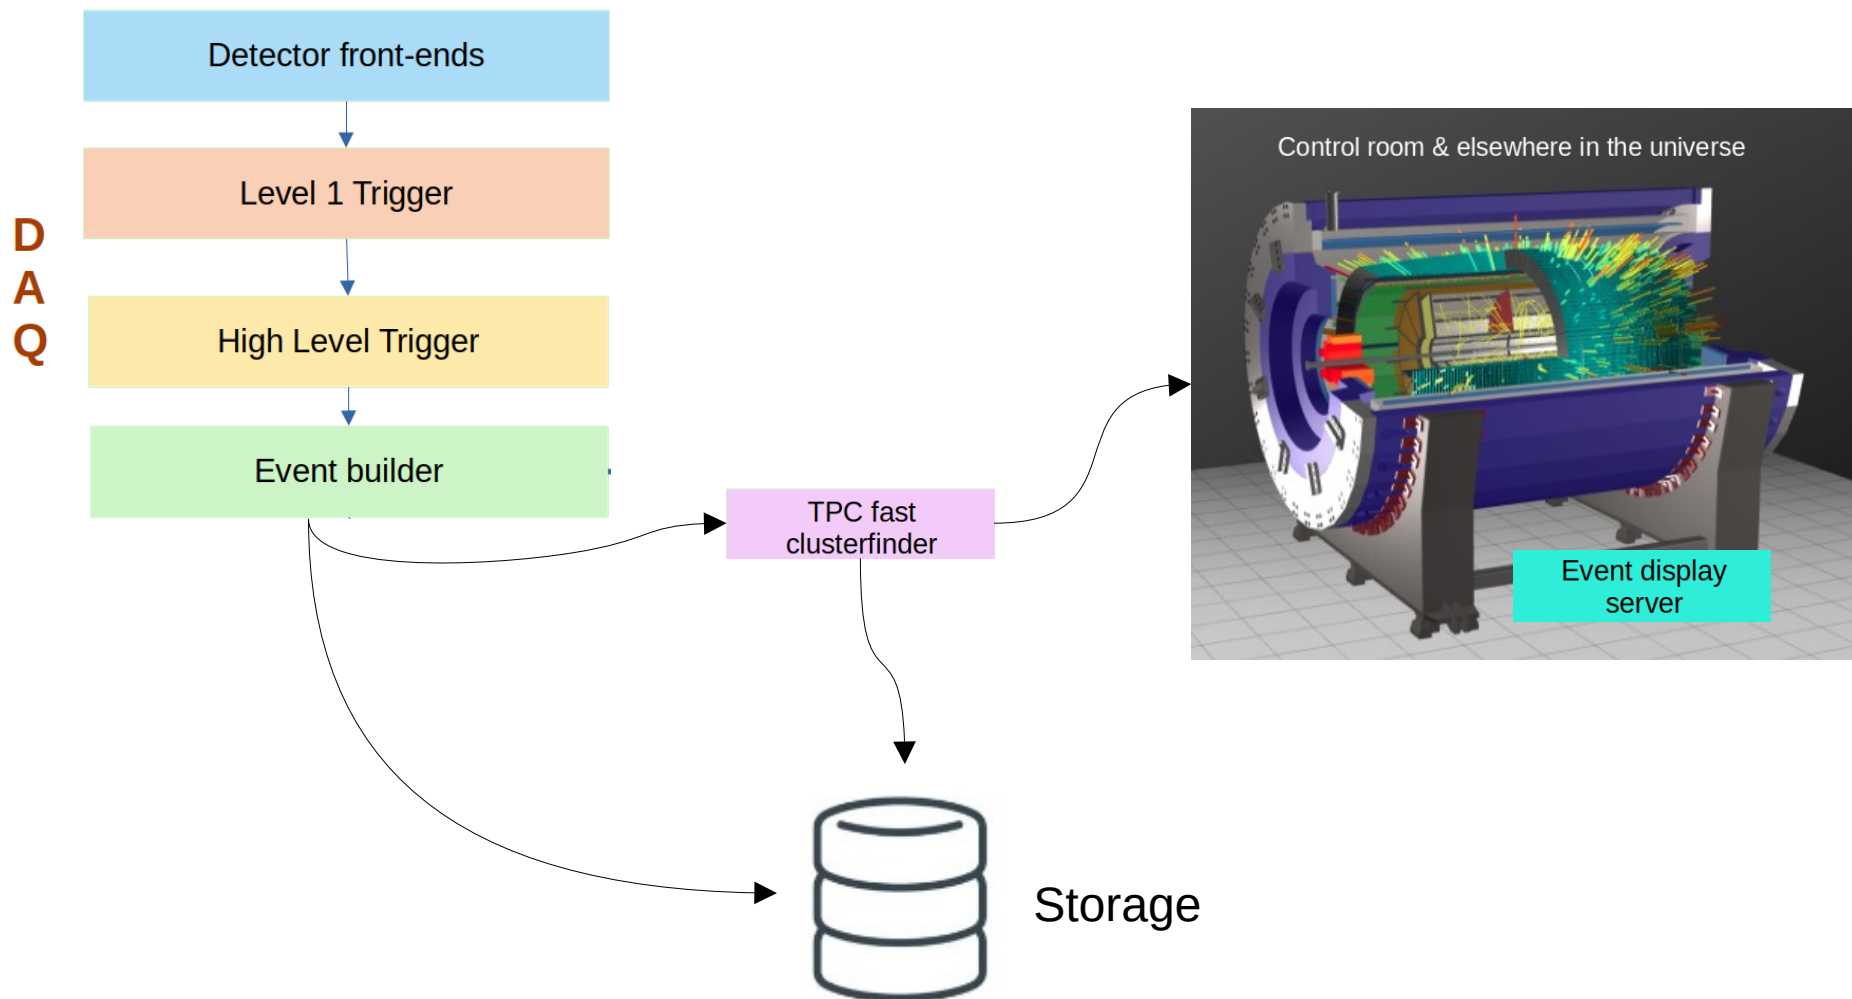 Detector front-ends
Level 1 Trigger
D
A
Q
High Level Trigger
Event builder
TPC fast
clusterfinder
Control room & elsewhere in the universe
Event display
server
Storage